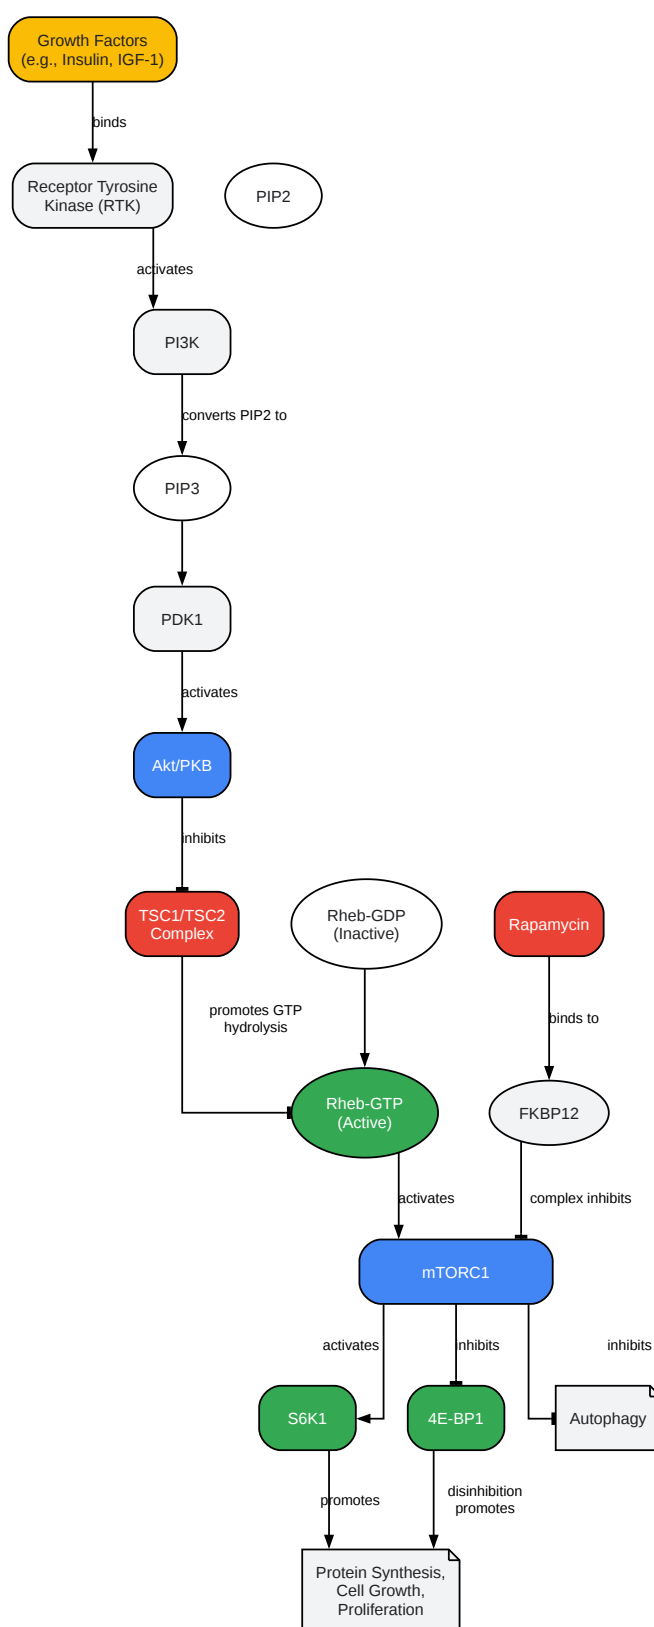 Growth Factors
(e.g., Insulin, IGF-1)
binds
Receptor Tyrosine
Kinase (RTK)
PIP2
activates
PI3K
converts PIP2 to
PIP3
PDK1
activates
Akt/PKB
inhibits
TSC1/TSC2
Complex
Rheb-GDP
(Inactive)
Rapamycin
promotes GTP
hydrolysis
binds to
Rheb-GTP
(Active)
FKBP12
activates
complex inhibits
mTORC1
activates
inhibits
inhibits
S6K1
4E-BP1
Autophagy
promotes
disinhibition
promotes
Protein Synthesis,
Cell Growth,
Proliferation